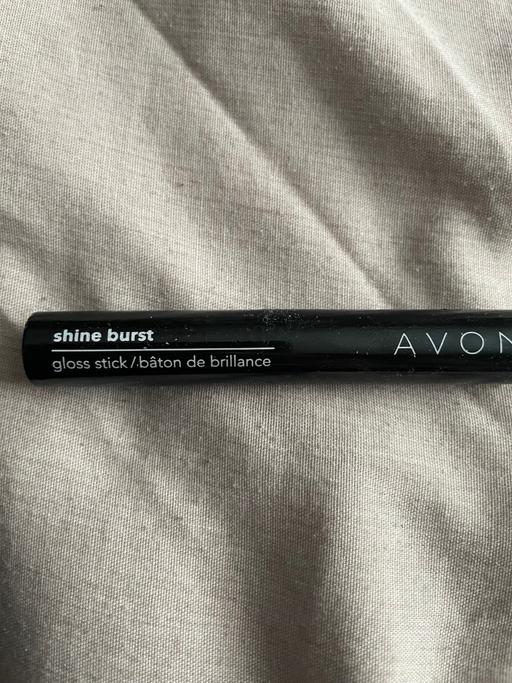 shine burst
gloss stick / bâton de brillance
AVON